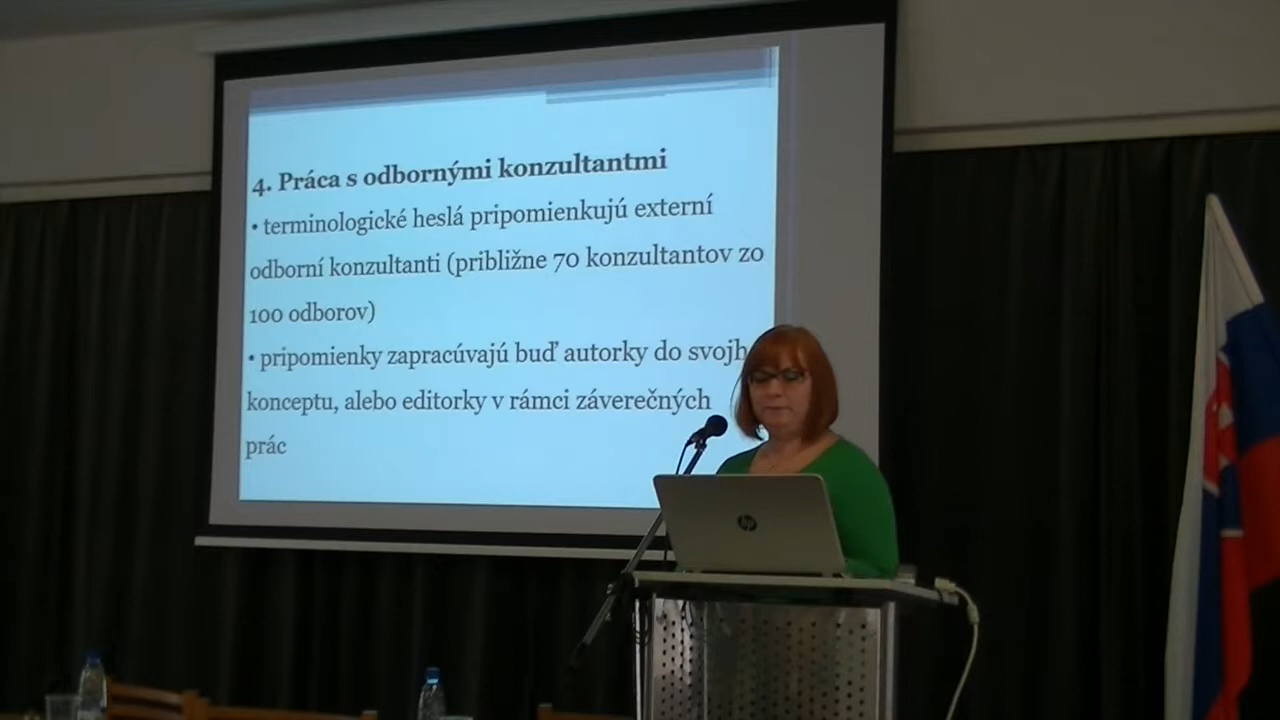 4. Práca s odbornými konzultantmi
• terminologické heslá pripomienkujú externí
odborní konzultanti (približne 70 konzultantov zo
100 odborov)
• pripomienky zapracúvajú buď autorky do svojh
konceptu, alebo editorky v rámci záverečných
prác
hp